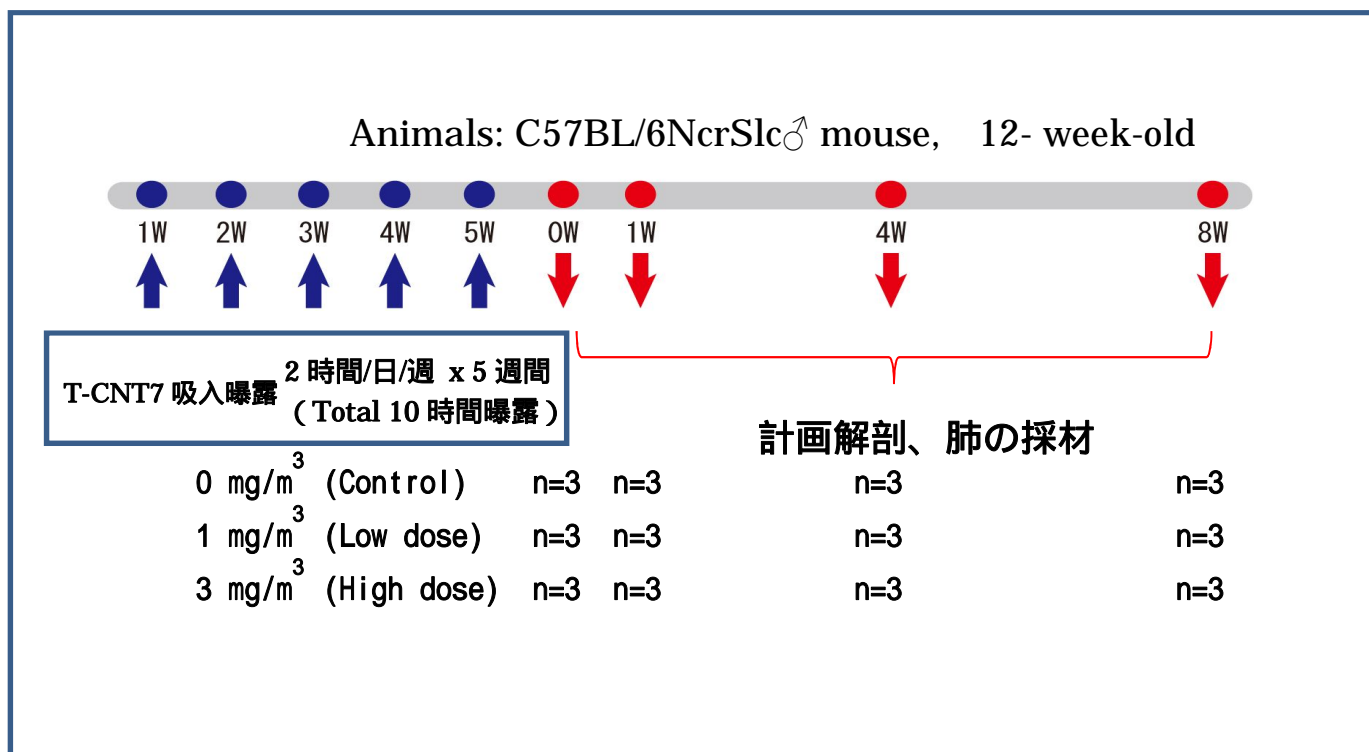 Animals: C57BL/6NcrSlc♂ mouse, 12- week-old
1W 2W 3W 4W 5W 0W 1W 4W 8W
T-CNT7 吸入曝露 2 時間/日/週 x 5 週間
( Total 10 時間曝露 )
計画解剖、肺の採材
0 mg/m³ (Control) n=3 n=3 n=3 n=3
1 mg/m³ (Low dose) n=3 n=3 n=3 n=3
3 mg/m³ (High dose) n=3 n=3 n=3 n=3